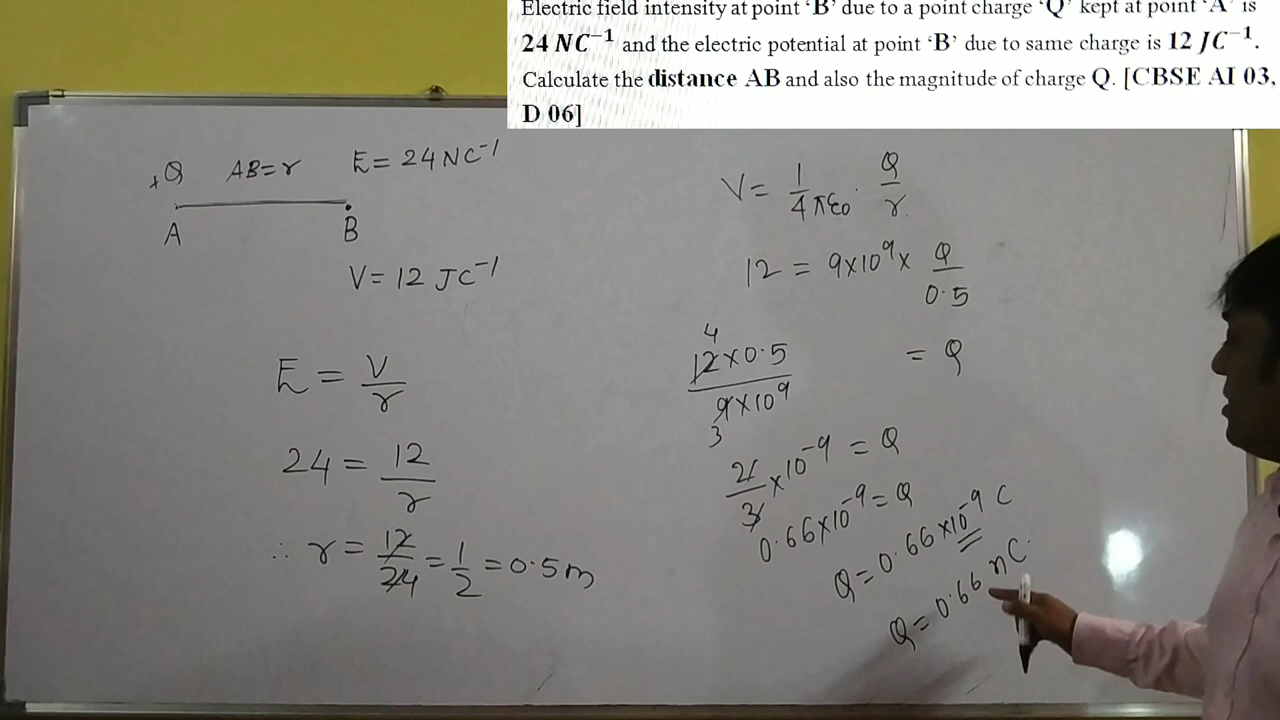 Electric field intensity at point ‘B’ due to a point charge ‘Q’ kept at point ‘A’ is
24 NC⁻¹ and the electric potential at point ‘B’ due to same charge is 12 JC⁻¹.
Calculate the distance AB and also the magnitude of charge Q. [CBSE AI 03,
D 06]
+Q AB = r E = 24 NC⁻¹
A B
V = 12 JC⁻¹
E = V/r
24 = 12/r
∴ r = 12/24 = 1/2 = 0.5 m
V = 1/4πε₀ · Q/r
12 = 9×10⁹ × Q/0.5
4
12×0.5/9×10⁹ = Q
3
2/3 × 10⁻⁹ = Q
0.66×10⁻⁹ = Q
Q = 0.66×10⁻⁹ C
Q = 0.66 nC